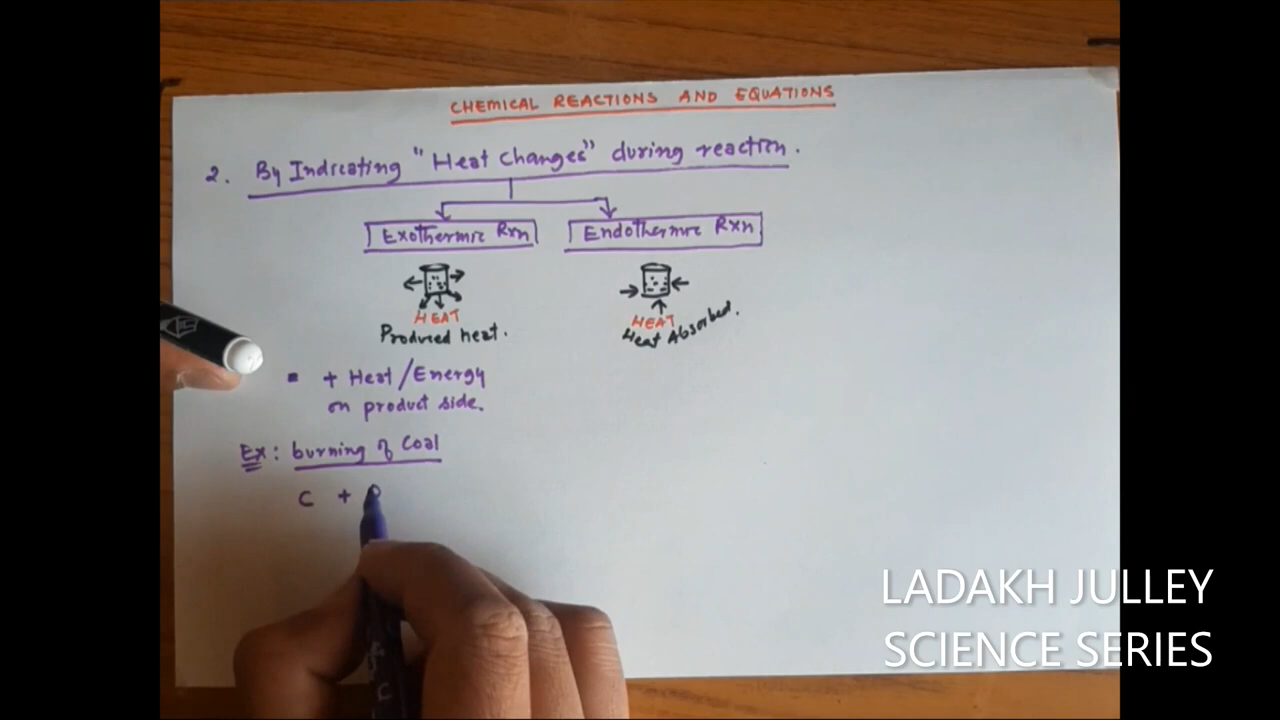 CHEMICAL REACTIONS AND EQUATIONS
2. By Indicating "Heat Changes" during reaction.
Exothermic Rxn
Endothermic Rxn
HEAT
Produced heat.
HEAT
Heat Absorbed.
+ Heat/Energy
on product side.
Ex: burning of Coal
C + O
LADAKH JULLEY
SCIENCE SERIES